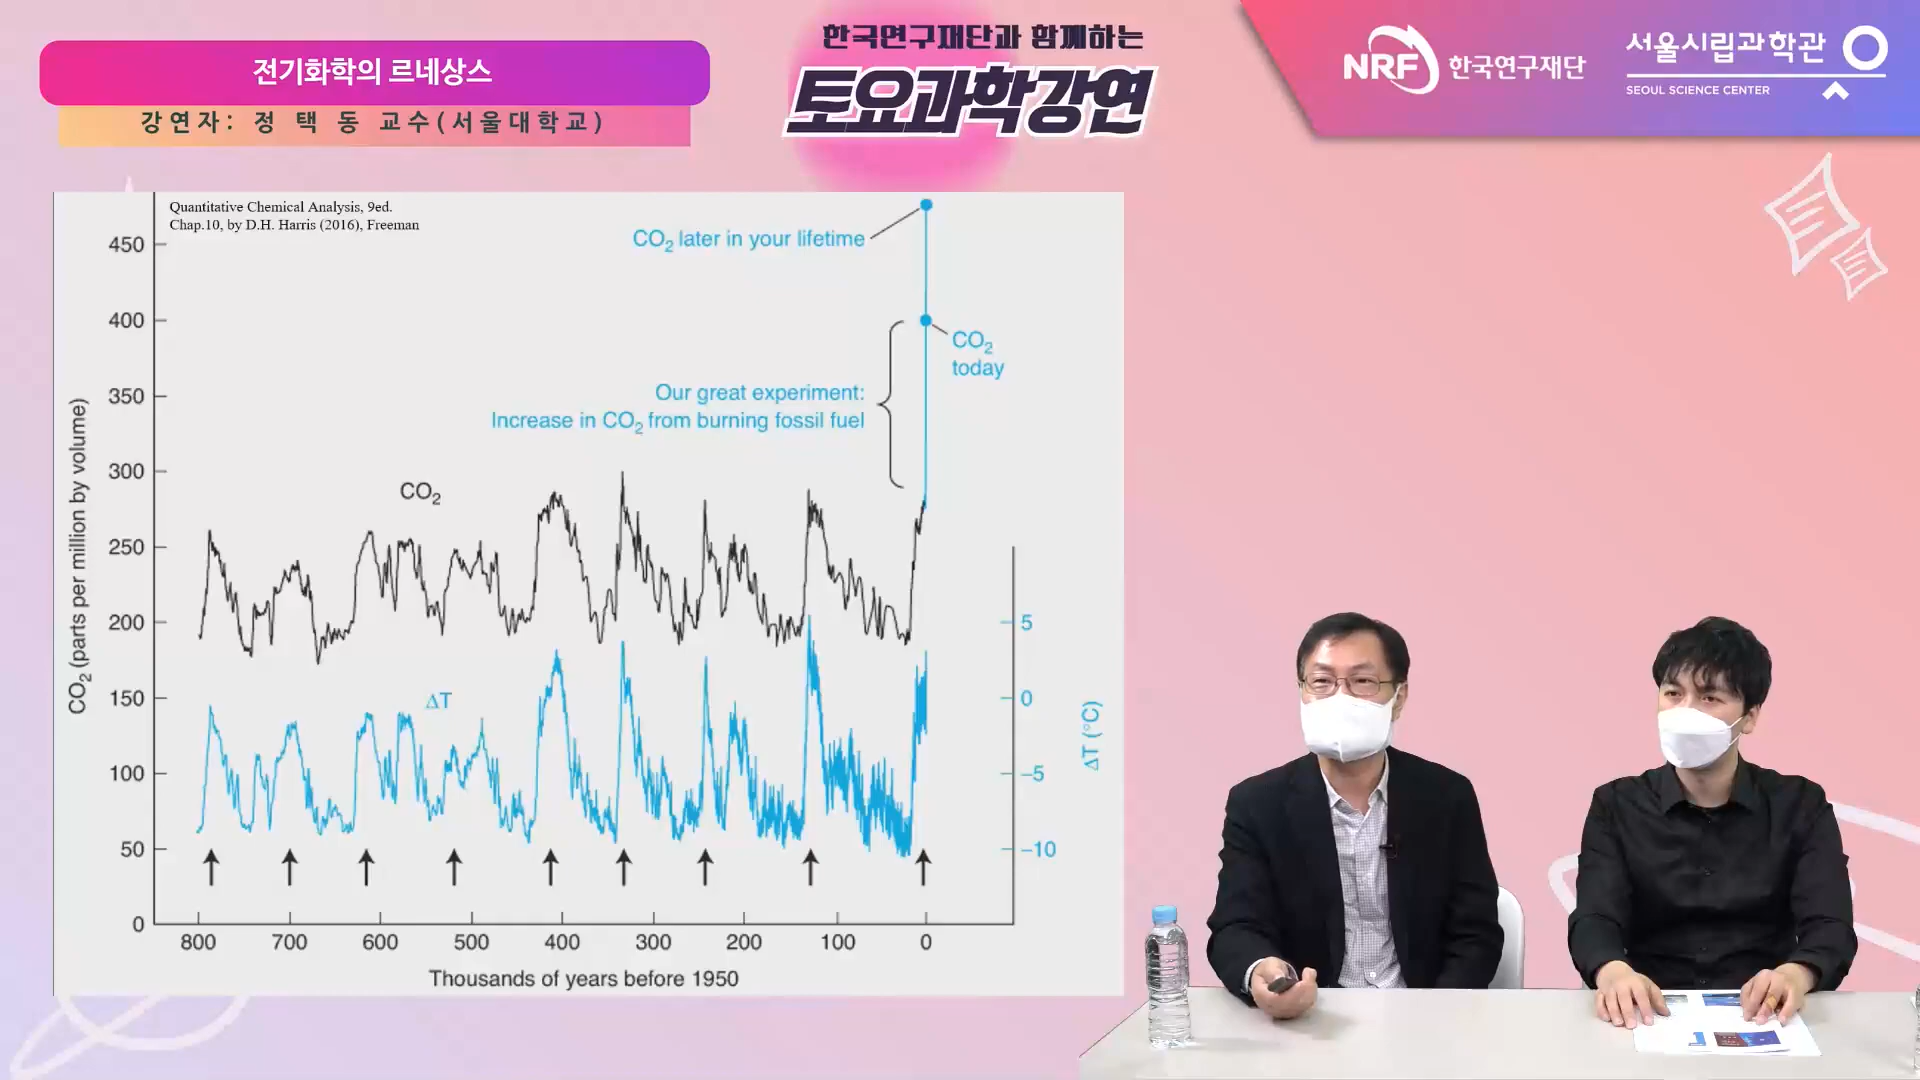 전기화학의 르네상스
강연자: 정 택 동 교수(서울대학교)
한국연구재단과 함께하는
토요과학강연
NRF 한국연구재단
서울시립과학관
SEOUL SCIENCE CENTER
Quantitative Chemical Analysis, 9ed.
Chap.10, by D.H. Harris (2016), Freeman
CO2 later in your lifetime
CO2
today
Our great experiment:
Increase in CO2 from burning fossil fuel
CO2
ΔT
CO2 (parts per million by volume)
450
400
350
300
250
200
150
100
50
0
5
0
−5
−10
ΔT (°C)
800 700 600 500 400 300 200 100 0
Thousands of years before 1950